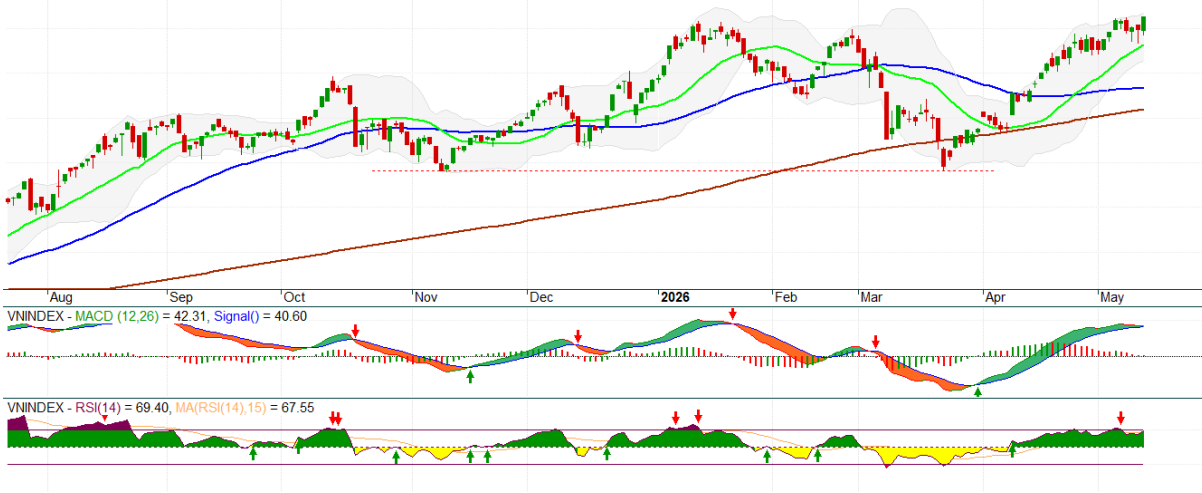 Aug Sep Oct Nov Dec 2026 Feb Mar Apr May
VNINDEX - MACD (12,26) = 42.31, Signal() = 40.60
VNINDEX - RSI(14) = 69.40, MA(RSI(14),15) = 67.55